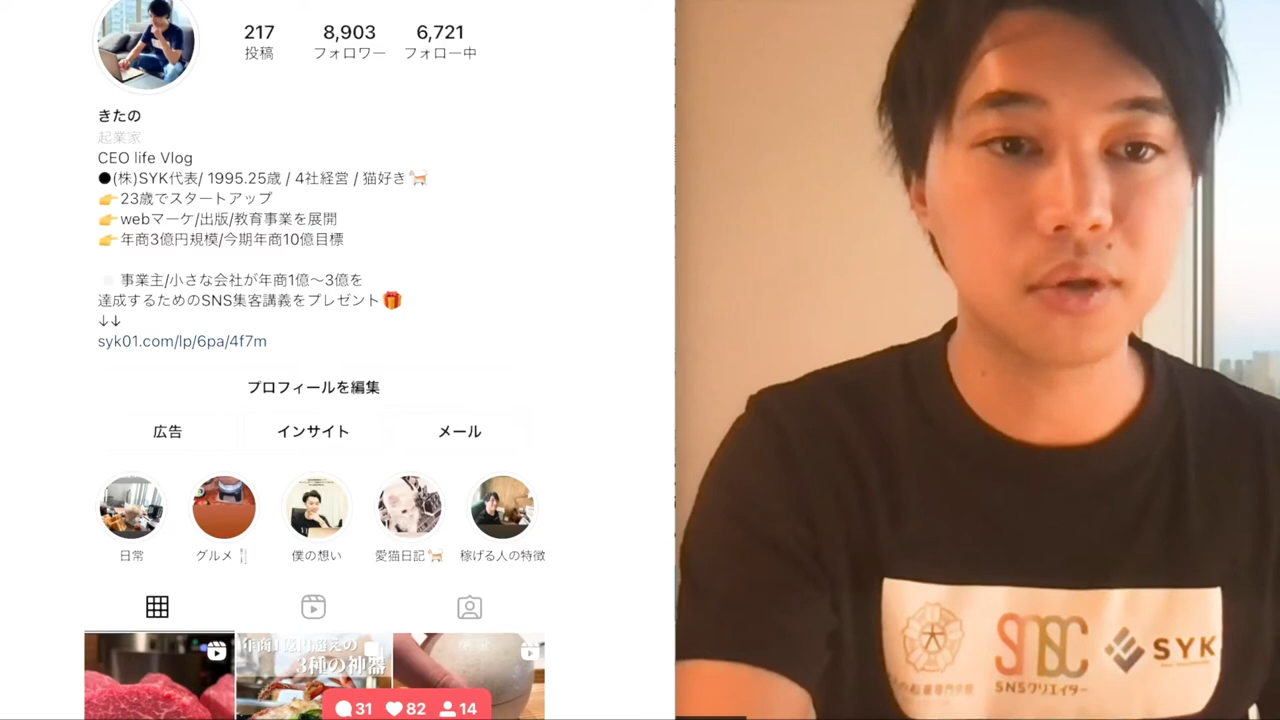 217
8,903
6,721
投稿
フォロワー
フォロー中
きたの
起業家
CEO life Vlog
●(株)SYK代表/ 1995.25歳 / 4社経営 / 猫好き🐈
👉23歳でスタートアップ
👉webマーケ/出版/教育事業を展開
👉年商3億円規模/今期年商10億目標
◽️事業主/小さな会社が年商1億〜3億を
達成するためのSNS集客講義をプレゼント🎁
↓↓
syk01.com/lp/6pa/4f7m
プロフィールを編集
広告
インサイト
メール
日常
グルメ🍴
僕の想い
愛猫日記🐈
稼げる人の特徴
3種の神器
31
82
14
SNSC
SNSクリエイター
SYK